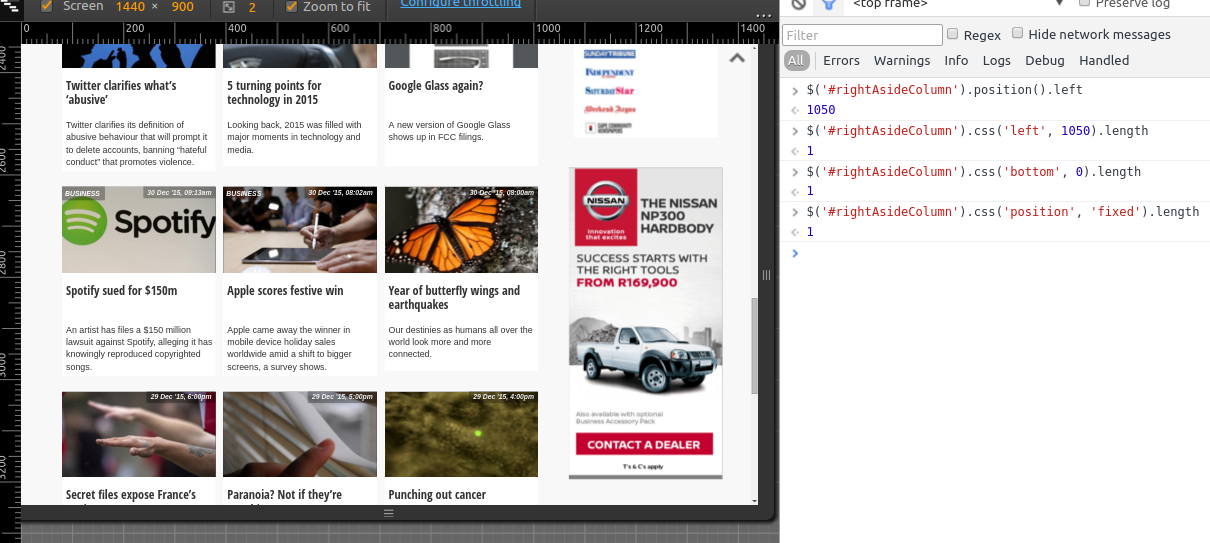 Screen 1440 × 900 2 Zoom to fit Configure throttling
...
0 200 400 600 800 1000 1200 1400
2400
2600
2800
3000
3200
Twitter clarifies what's
'abusive'
Twitter clarifies its definition of
abusive behaviour that will prompt it
to delete accounts, banning "hateful
conduct" that promotes violence.
5 turning points for
technology in 2015
Looking back, 2015 was filled with
major moments in technology and
media.
Google Glass again?
A new version of Google Glass
shows up in FCC filings.
SUNDAY TRIBUNE
INDEPENDENT
SATURDAY Star
Weekend Argus
CAPE COMMUNITY
NEWSPAPERS
BUSINESS 30 Dec '15, 09:13am
Spotify
Spotify sued for $150m
An artist has files a $150 million
lawsuit against Spotify, alleging it has
knowingly reproduced copyrighted
songs.
BUSINESS 30 Dec '15, 08:02am
Apple scores festive win
Apple came away the winner in
mobile device holiday sales
worldwide amid a shift to bigger
screens, a survey shows.
30 Dec '15, 08:00am
Year of butterfly wings and
earthquakes
Our destinies as humans all over the
world look more and more
connected.
NISSAN
Innovation
that excites
THE NISSAN
NP300
HARDBODY
SUCCESS STARTS WITH
THE RIGHT TOOLS
FROM R169,900
Also available with optional
Business Accessory Pack
CONTACT A DEALER
T's & C's apply
29 Dec '15, 6:00pm
Secret files expose France's
29 Dec '15, 5:00pm
Paranoia? Not if they're
29 Dec '15, 4:00pm
Punching out cancer
<top frame> ▼ Preserve log
Filter Regex Hide network messages
All Errors Warnings Info Logs Debug Handled
> $('#rightAsideColumn').position().left
< 1050
> $('#rightAsideColumn').css('left', 1050).length
< 1
> $('#rightAsideColumn').css('bottom', 0).length
< 1
> $('#rightAsideColumn').css('position', 'fixed').length
< 1
>